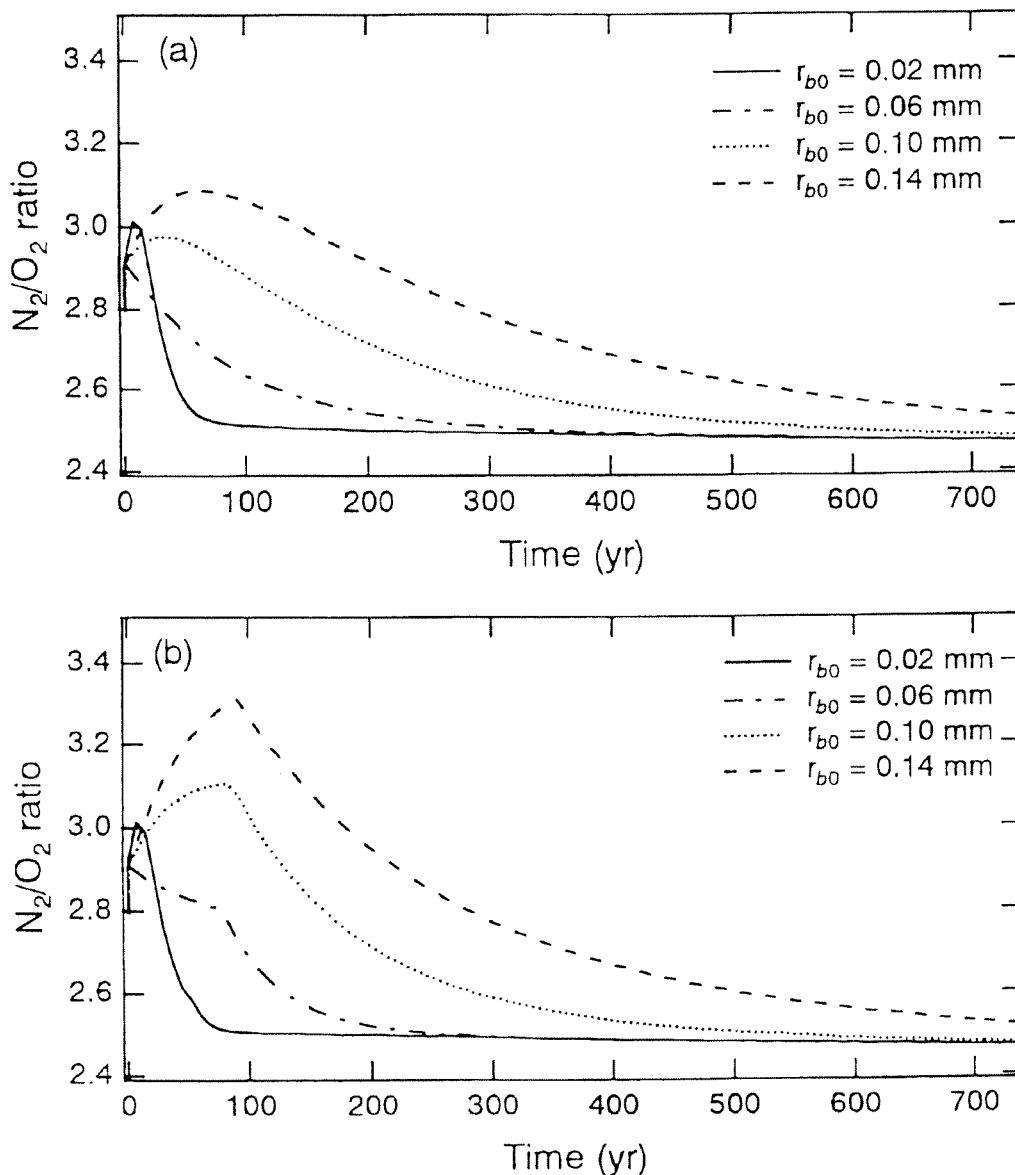 (a)
3.4
3.2
3.0
2.8
2.6
2.4
N₂/O₂ ratio
r_b0 = 0.02 mm
r_b0 = 0.06 mm
r_b0 = 0.10 mm
r_b0 = 0.14 mm
0 100 200 300 400 500 600 700
Time (yr)
(b)
3.4
3.2
3.0
2.8
2.6
2.4
N₂/O₂ ratio
r_b0 = 0.02 mm
r_b0 = 0.06 mm
r_b0 = 0.10 mm
r_b0 = 0.14 mm
0 100 200 300 400 500 600 700
Time (yr)